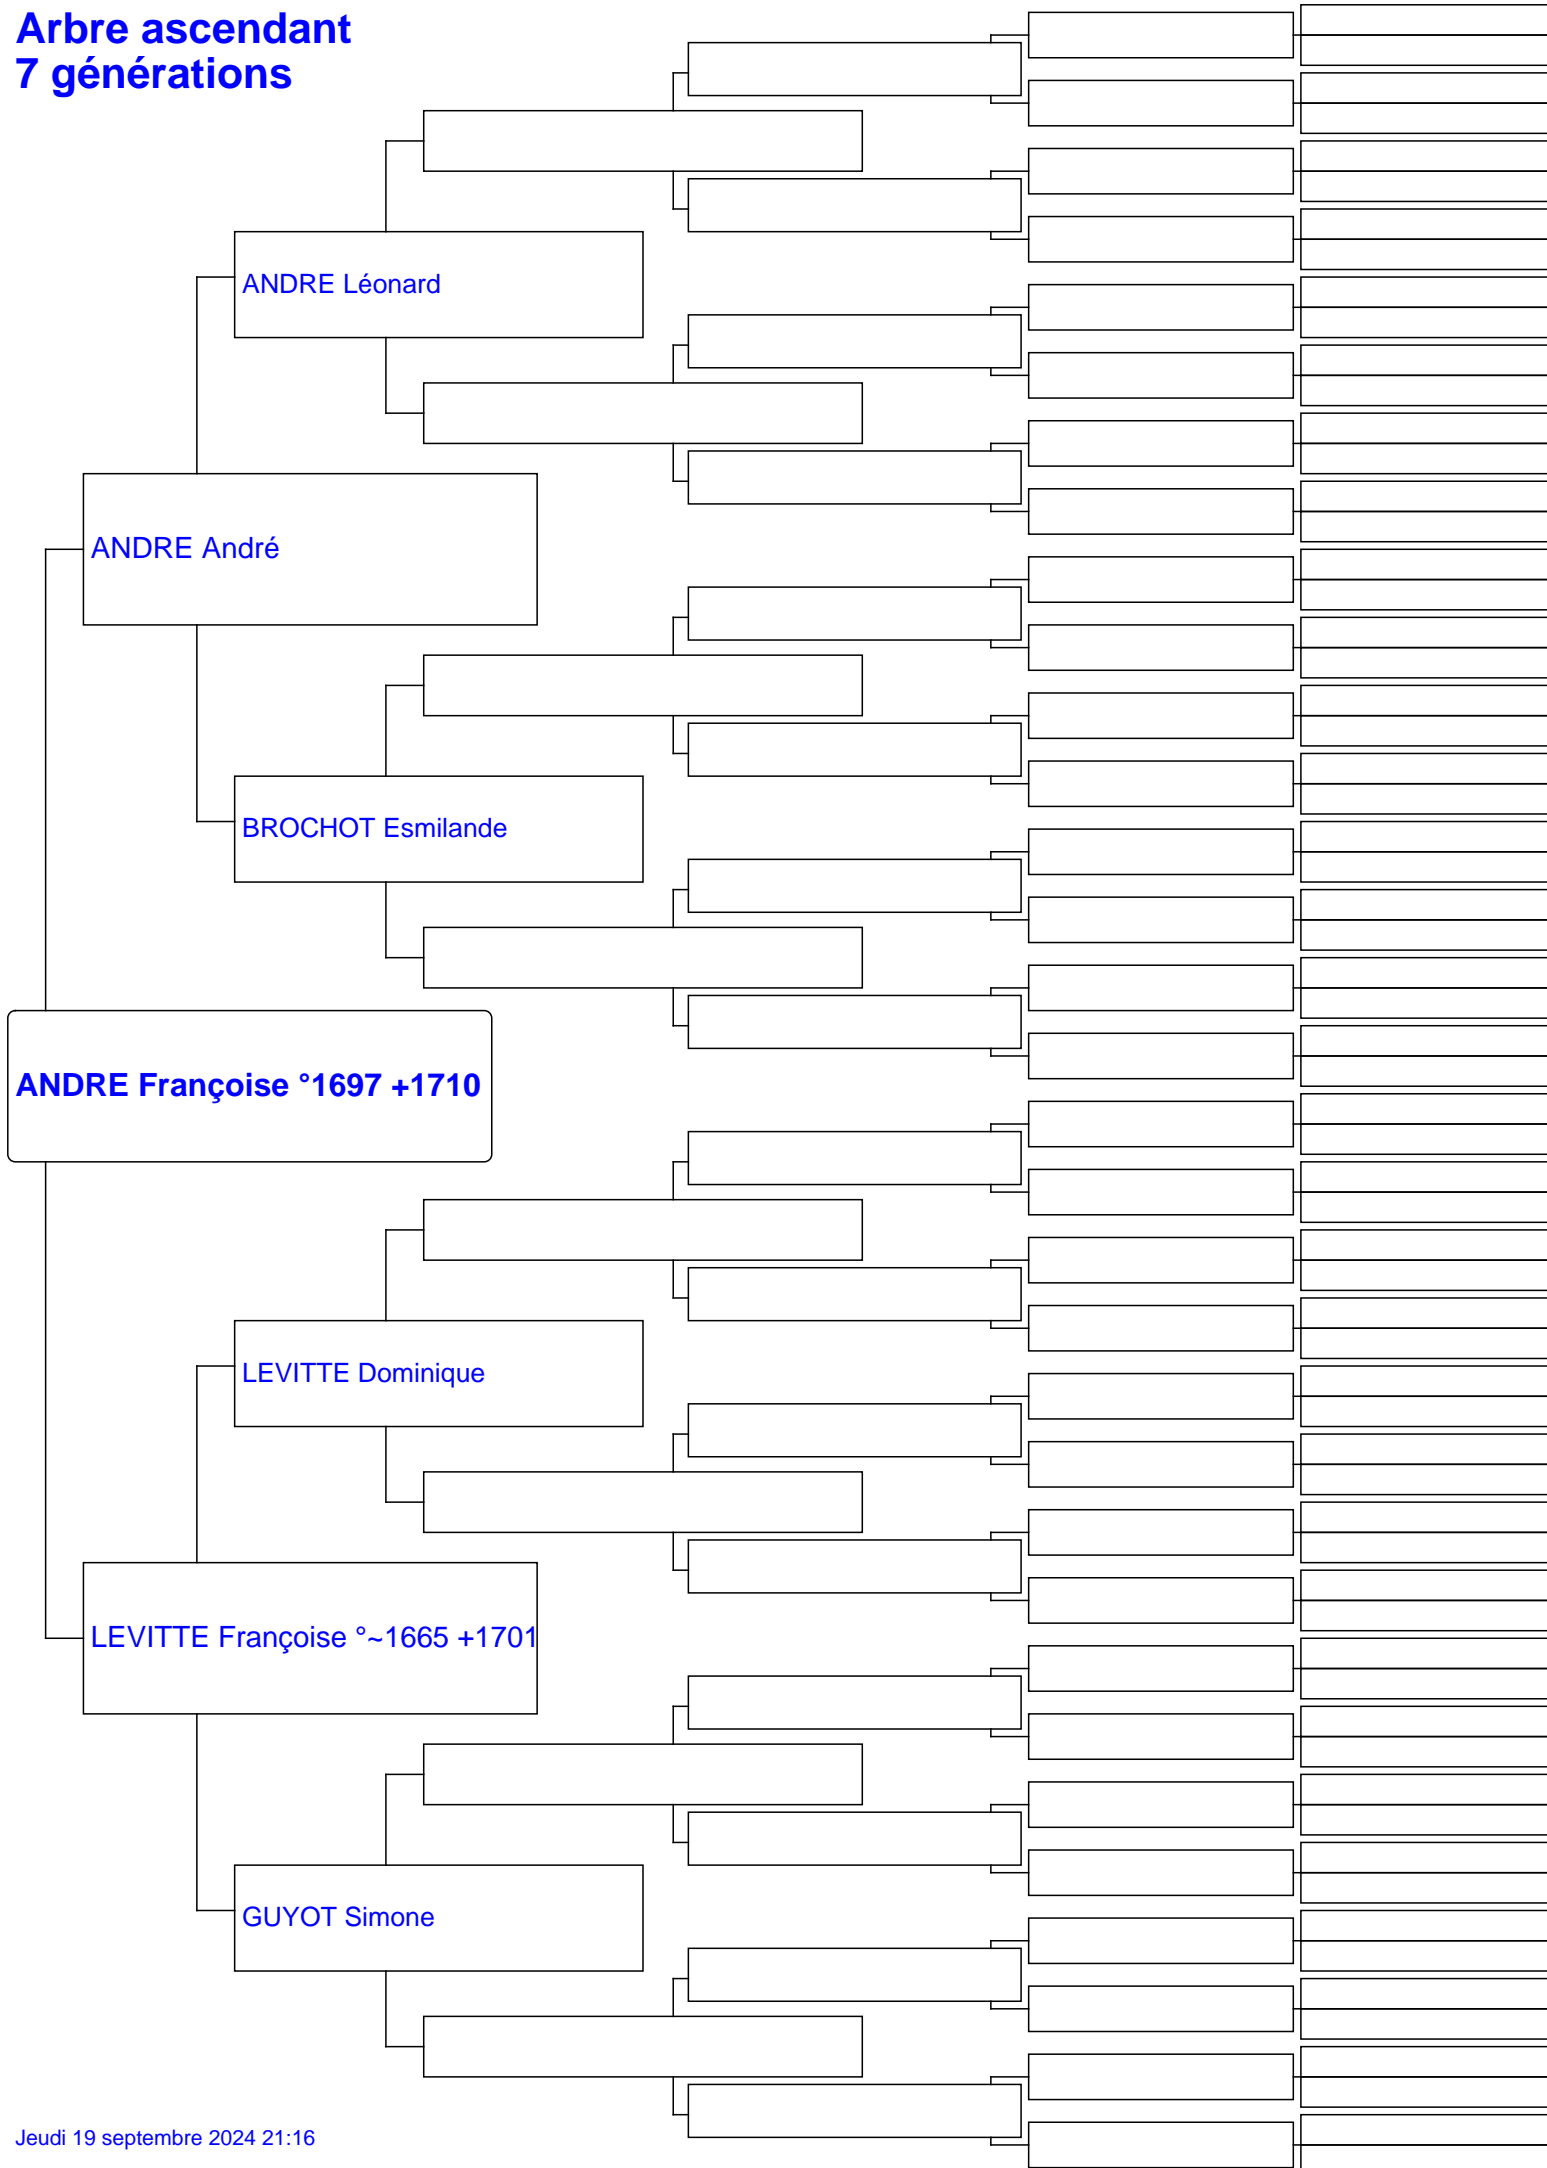 Arbre ascendant
7 générations
ANDRE Léonard
ANDRE André
BROCHOT Esmilande
ANDRE Françoise °1697 +1710
LEVITTE Dominique
LEVITTE Françoise °~1665 +1701
GUYOT Simone
Jeudi 19 septembre 2024 21:16